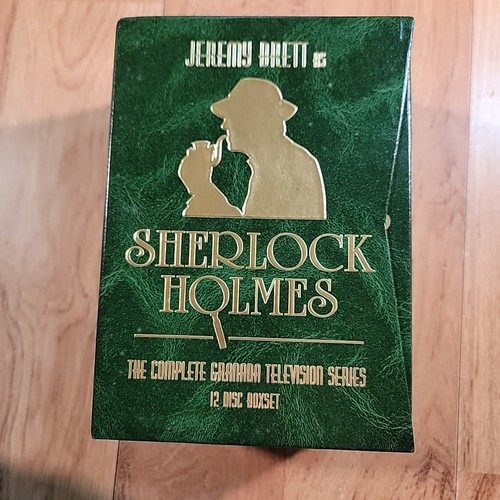 JEREMY BRETT as
SHERLOCK
HOLMES
THE COMPLETE GRANADA TELEVISION SERIES
12 DISC BOXSET